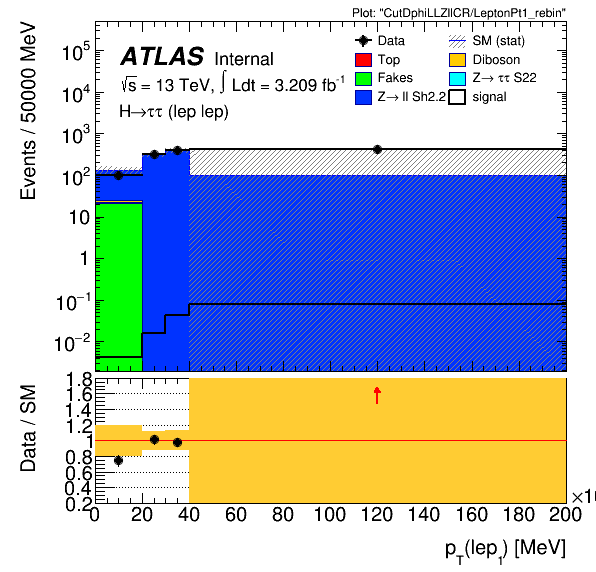 Plot: "CutDphiLLZllCR/LeptonPt1_rebin"
ATLAS Internal
√s = 13 TeV, ∫ Ldt = 3.209 fb⁻¹
H→ττ (lep lep)
Data
SM (stat)
Top
Diboson
Fakes
Z→ ττ S22
Z→ ll Sh2.2
signal
Events / 50000 MeV
10⁵
10⁴
10³
10²
10
1
10⁻¹
10⁻²
Data / SM
1.8
1.6
1.4
1.2
1
0.8
0.6
0.4
0.2
0 20 40 60 80 100 120 140 160 180 200
p_T(lep_1) [MeV]